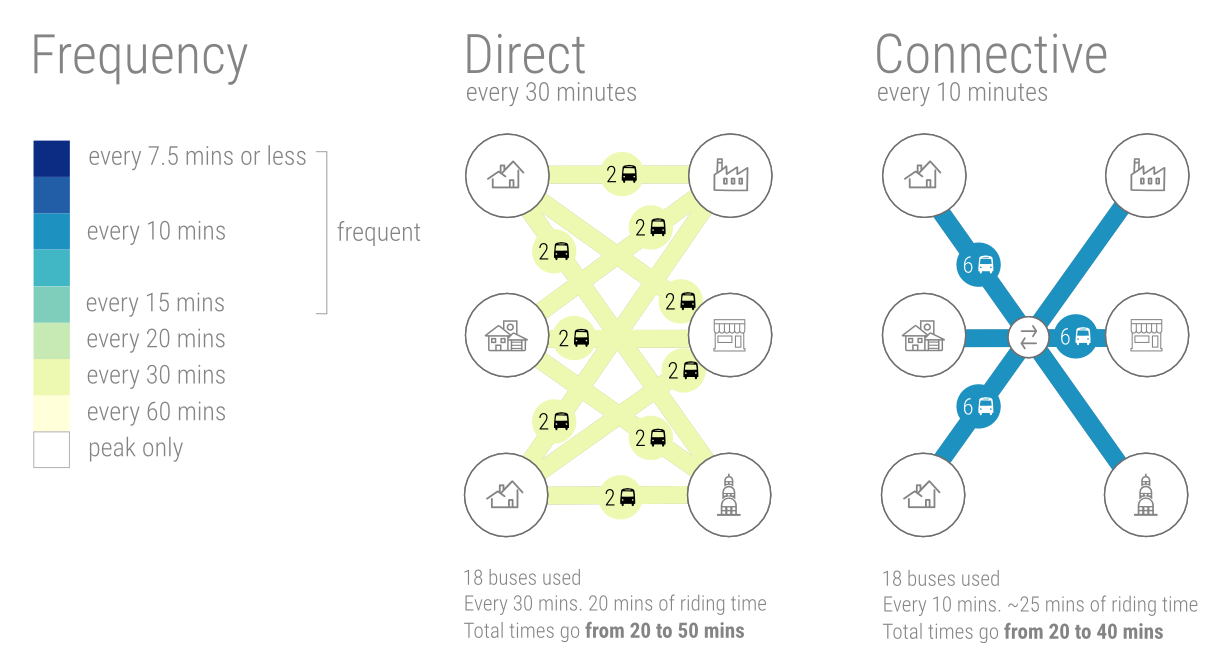 Frequency
every 7.5 mins or less
every 10 mins
every 15 mins
every 20 mins
every 30 mins
every 60 mins
peak only
frequent
Direct
every 30 minutes
2
2
2
2
2
2
2
2
2
18 buses used
Every 30 mins. 20 mins of riding time
Total times go from 20 to 50 mins
Connective
every 10 minutes
6
6
6
18 buses used
Every 10 mins. ~25 mins of riding time
Total times go from 20 to 40 mins